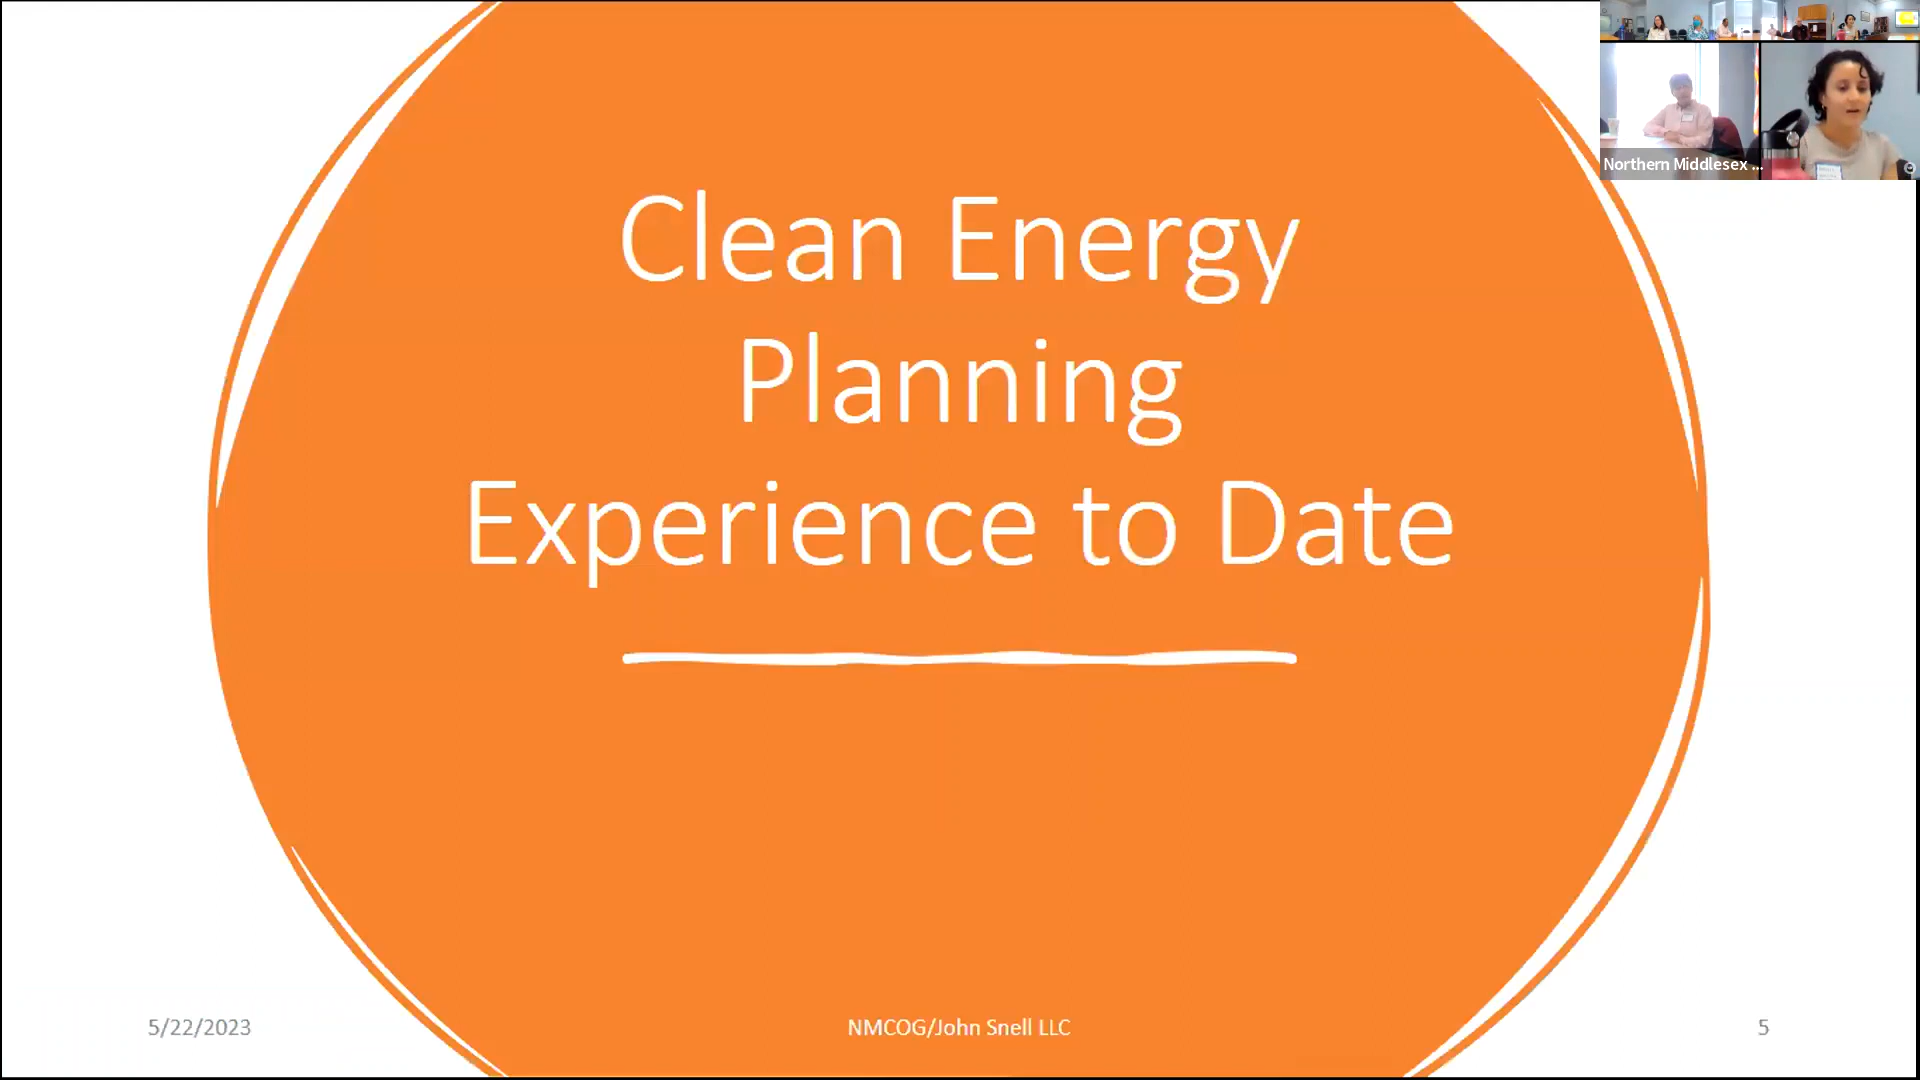 Clean Energy
Planning
Experience to Date
Northern Middlesex ...
5/22/2023
NMCOG/John Snell LLC
5